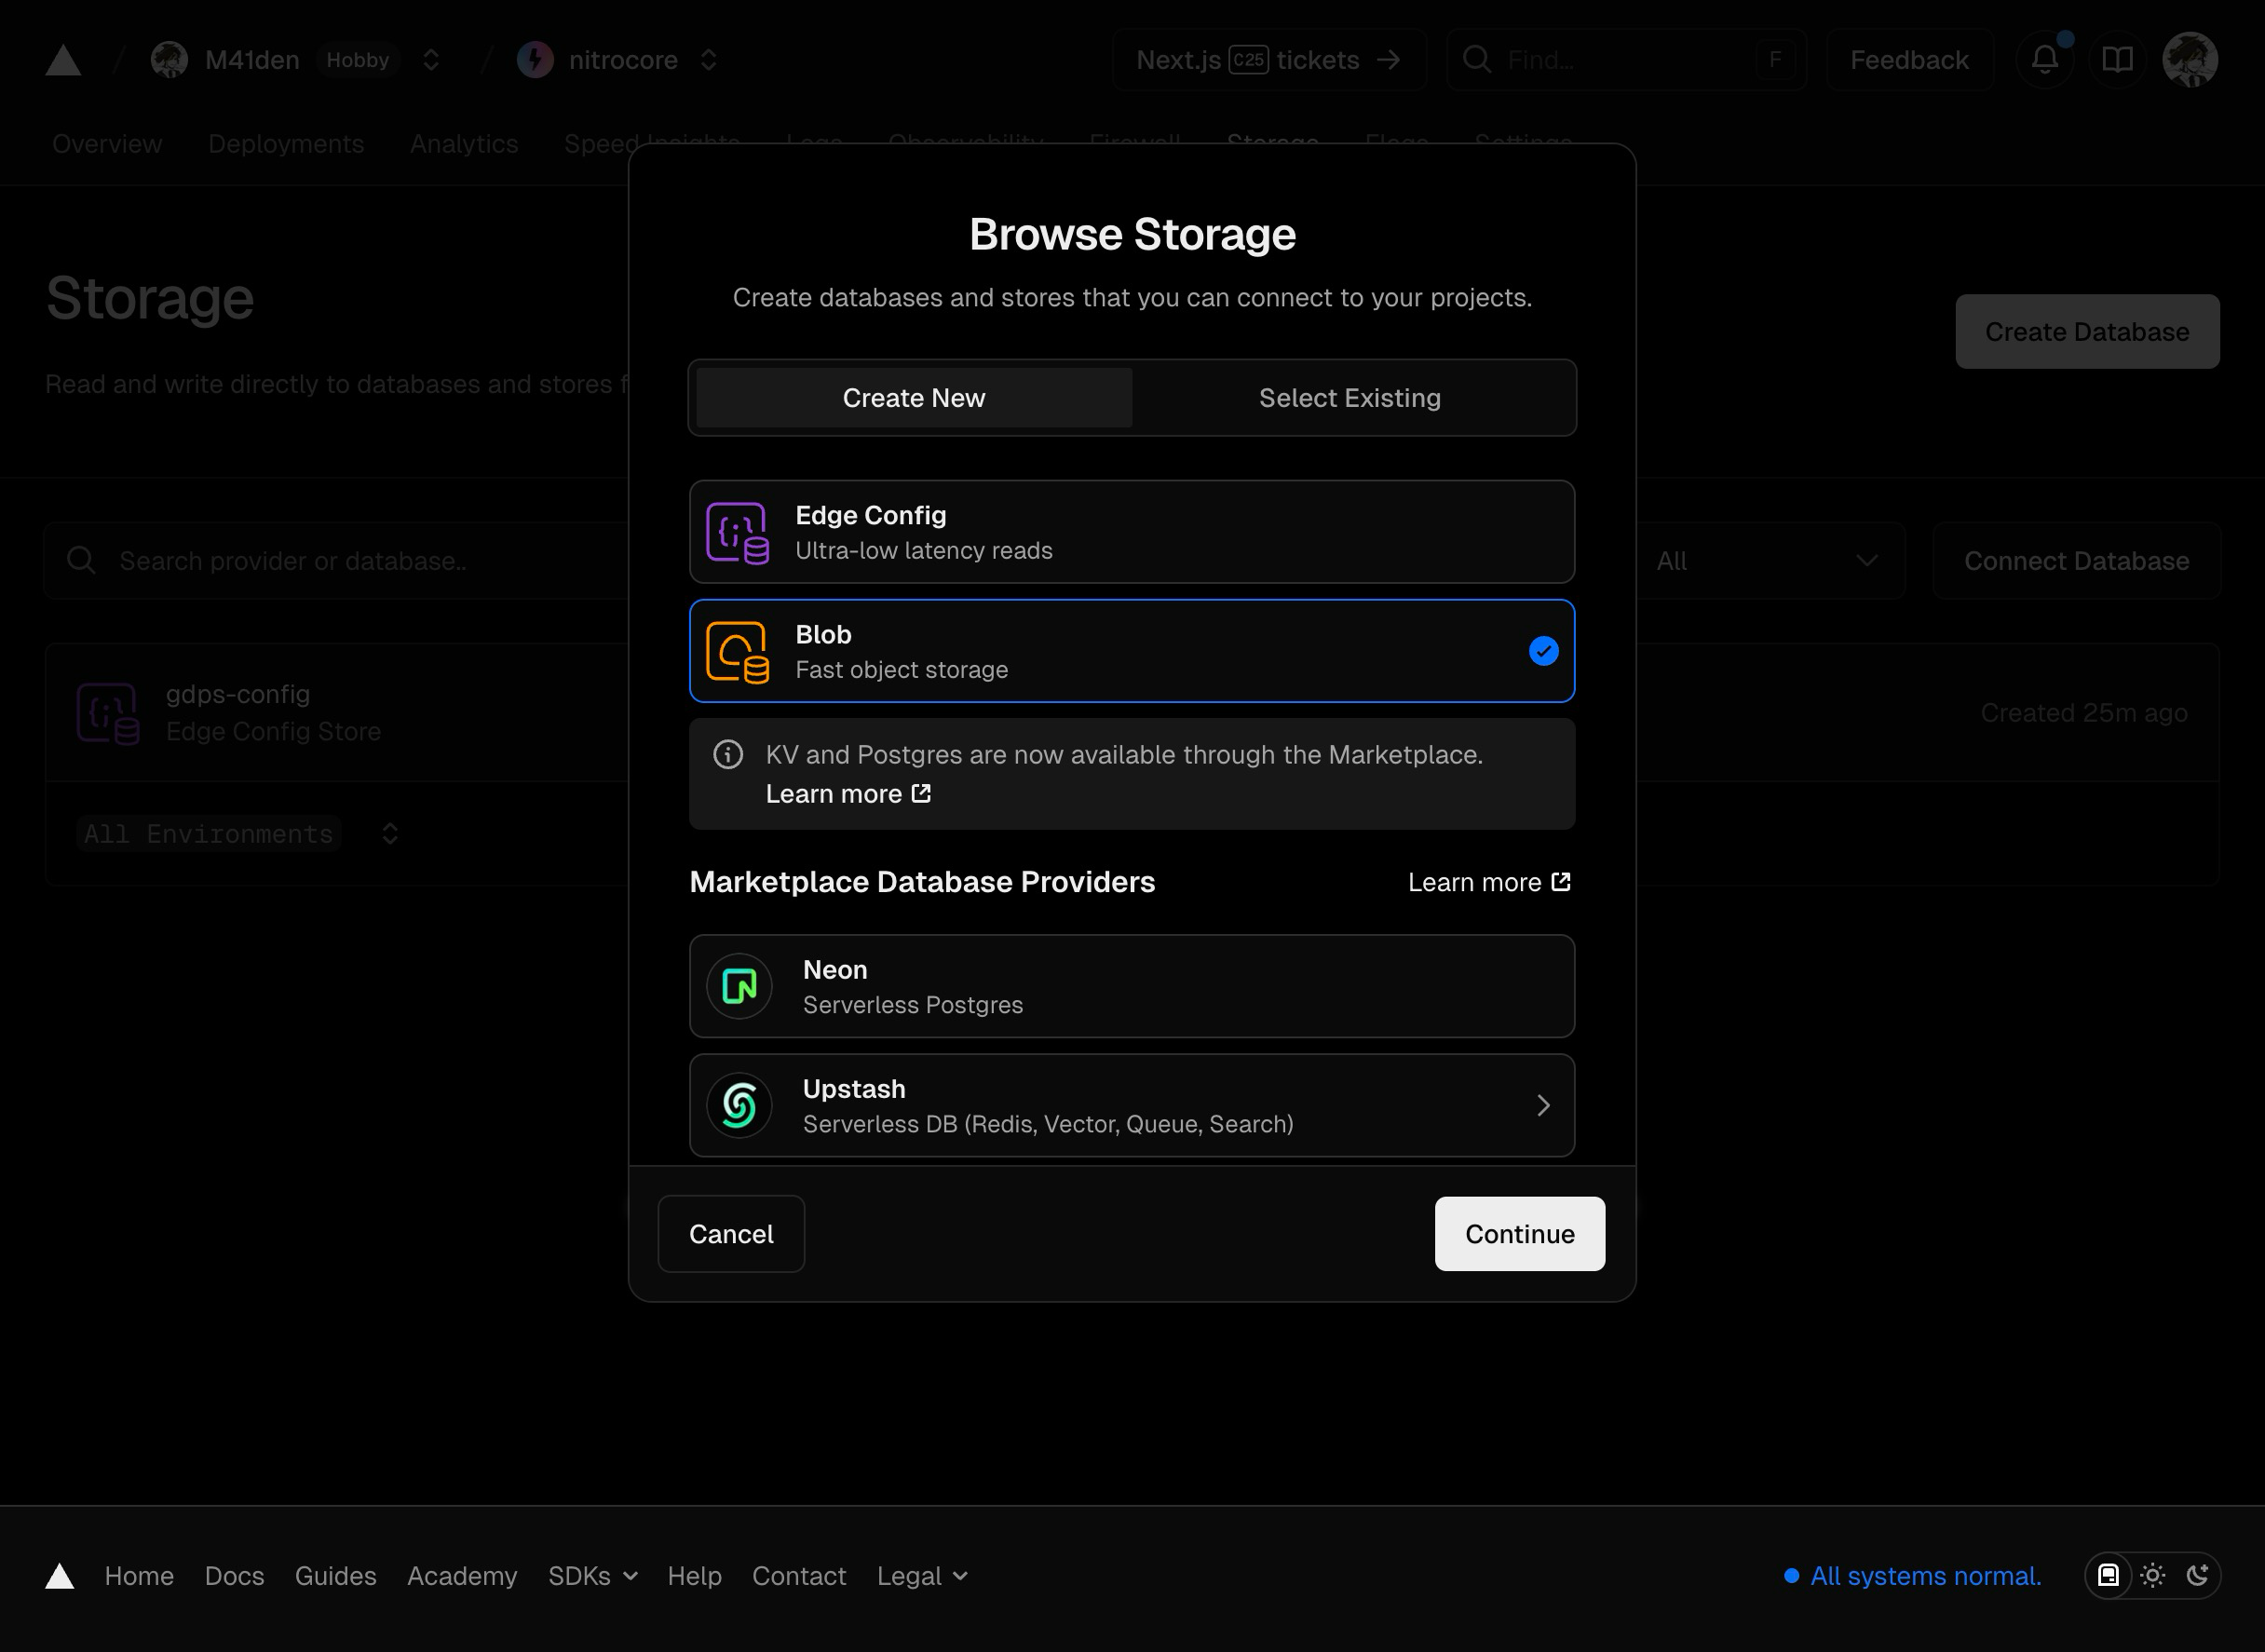 M41den Hobby nitrocore Next.js C25 tickets Find... F Feedback
Overview Deployments Analytics Speed Insights Logs Observability Firewall Storage Flags Settings
Storage
Read and write directly to databases and stores
Create Database
Search provider or database..
All
Connect Database
gdps-config
Edge Config Store
Created 25m ago
All Environments
Browse Storage
Create databases and stores that you can connect to your projects.
Create New Select Existing
Edge Config
Ultra-low latency reads
Blob
Fast object storage
KV and Postgres are now available through the Marketplace.
Learn more
Marketplace Database Providers Learn more
Neon
Serverless Postgres
Upstash
Serverless DB (Redis, Vector, Queue, Search)
Cancel Continue
Home Docs Guides Academy SDKs Help Contact Legal All systems normal.